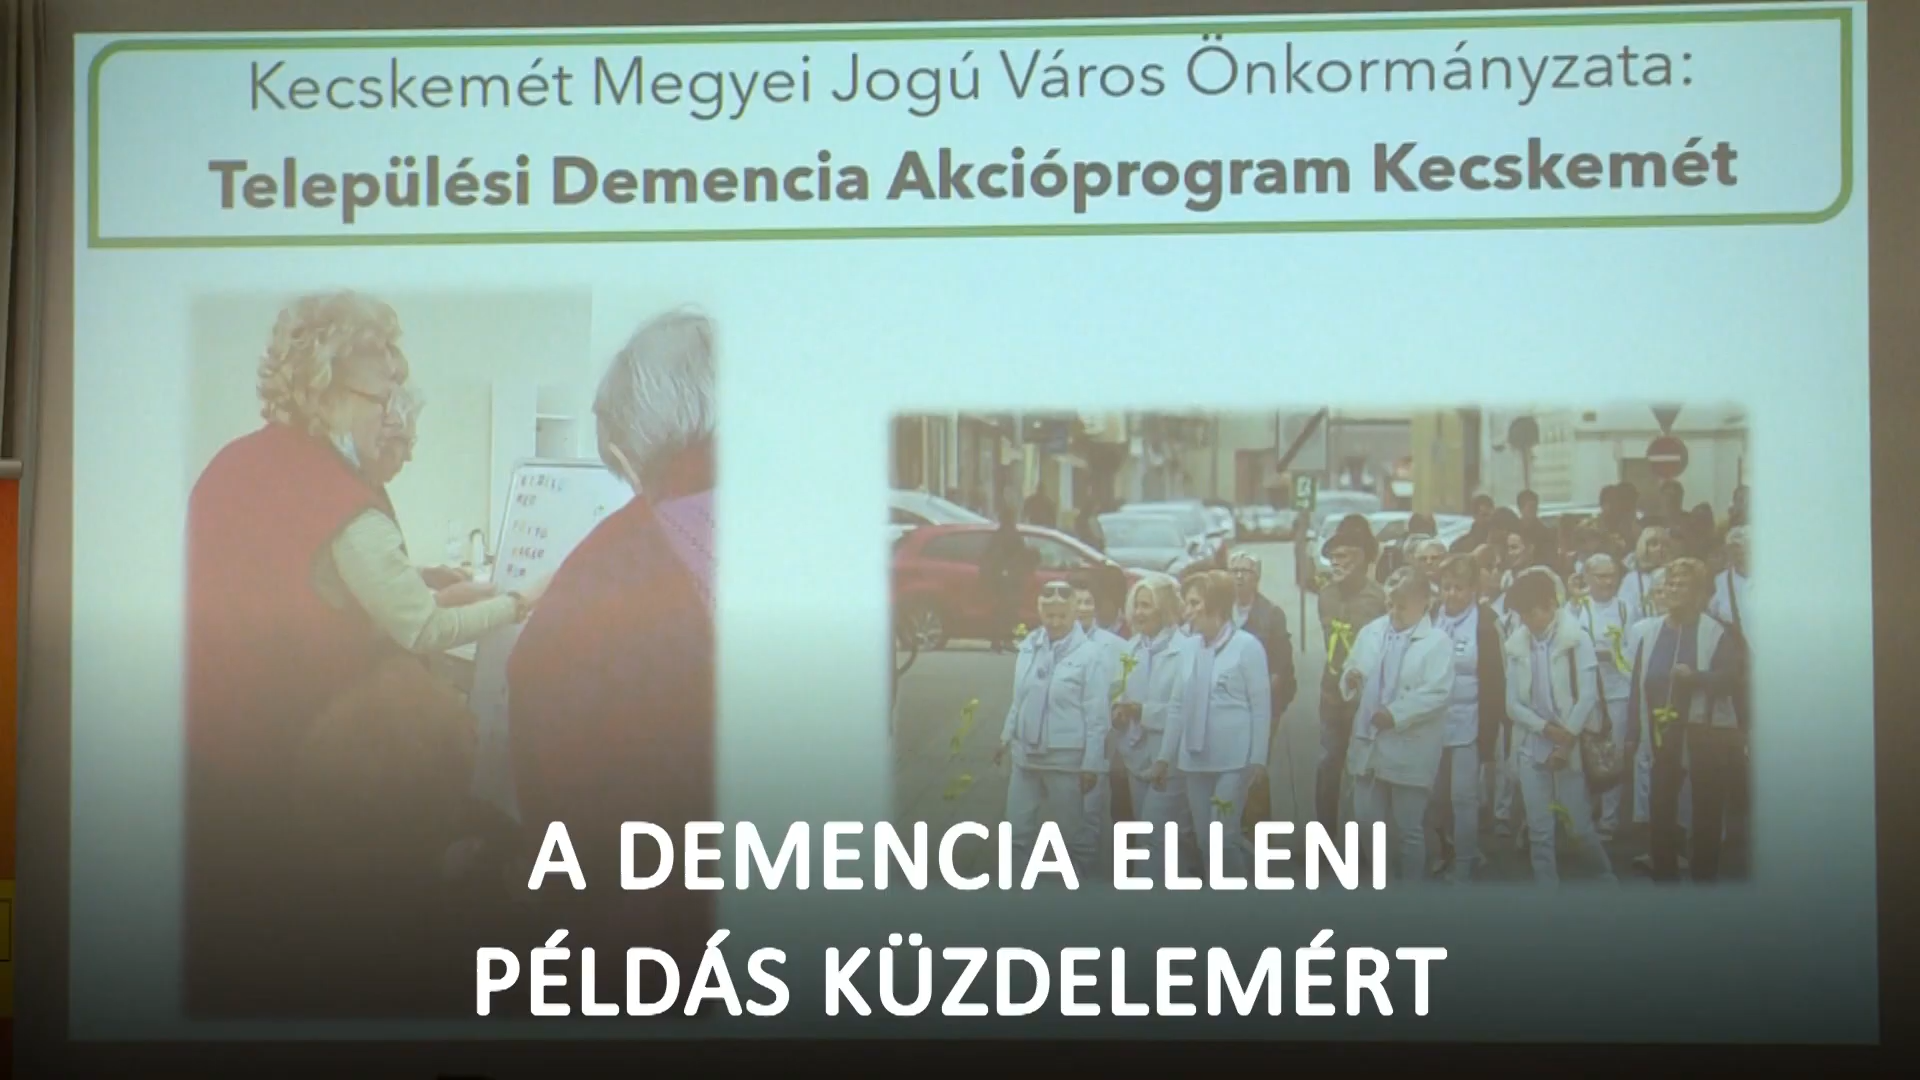 Kecskemét Megyei Jogú Város Önkormányzata:
Települési Demencia Akcióprogram Kecskemét
A DEMENCIA ELLENI
PÉLDÁS KÜZDELEMÉRT